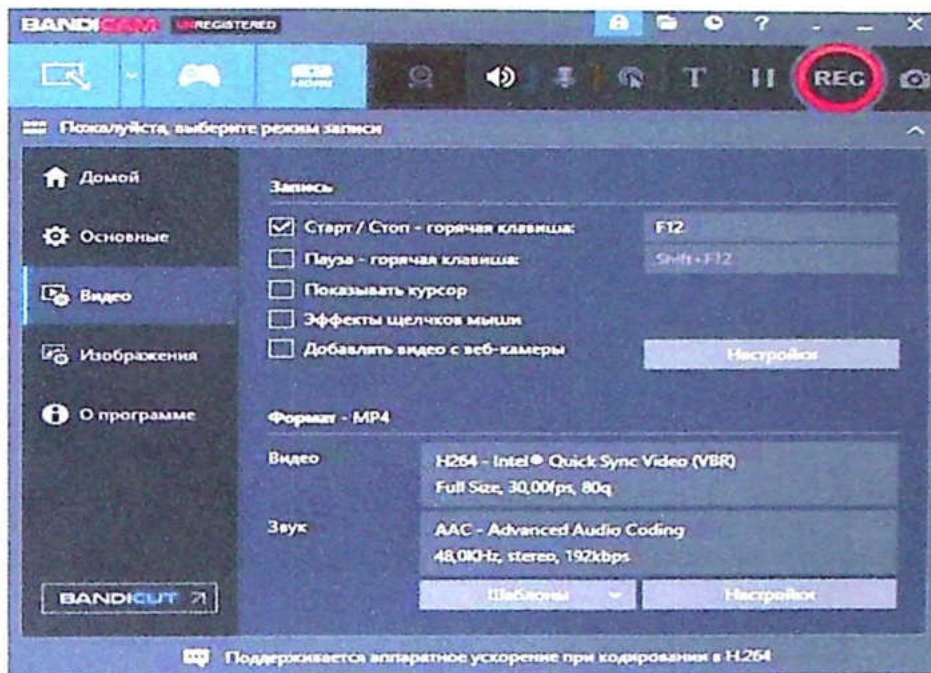 BANDICAM UNREGISTERED
HDMI
T
REC
Пожалуйста, выберите режим записи
Домой
Основные
Видео
Изображения
О программе
BANDICUT
Запись
Старт / Стоп - горячая клавиша: F12
Пауза - горячая клавиша: Shift+F12
Показывать курсор
Эффекты щелчков мыши
Добавлять видео с веб-камеры Настройки
Формат - MP4
Видео H264 - Intel® Quick Sync Video (VBR)
Full Size, 30,00fps, 80q
Звук AAC - Advanced Audio Coding
48,0KHz, stereo, 192kbps
Шаблоны Настройки
Поддерживается аппаратное ускорение при кодировании в H.264